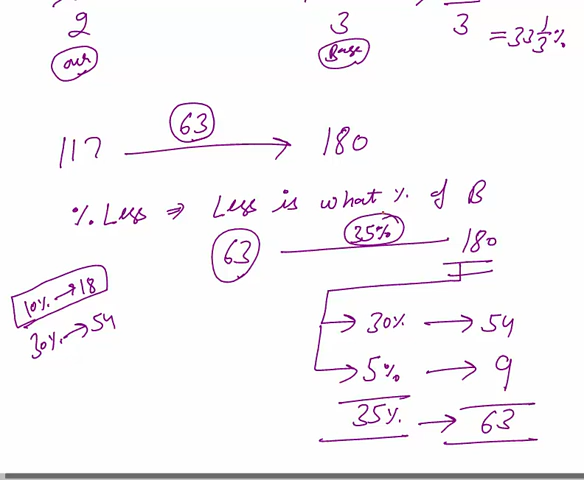 2 3 3 = 33 1/3 %
our Base
63
117 → 180
% Less ⇒ Less is what % of B
63 35% 180
10% → 18
30% → 54
30% → 54
5% → 9
35% → 63